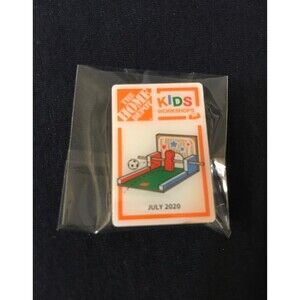 THE
HOME
DEPOT
KIDS
WORKSHOPS
JULY 2020